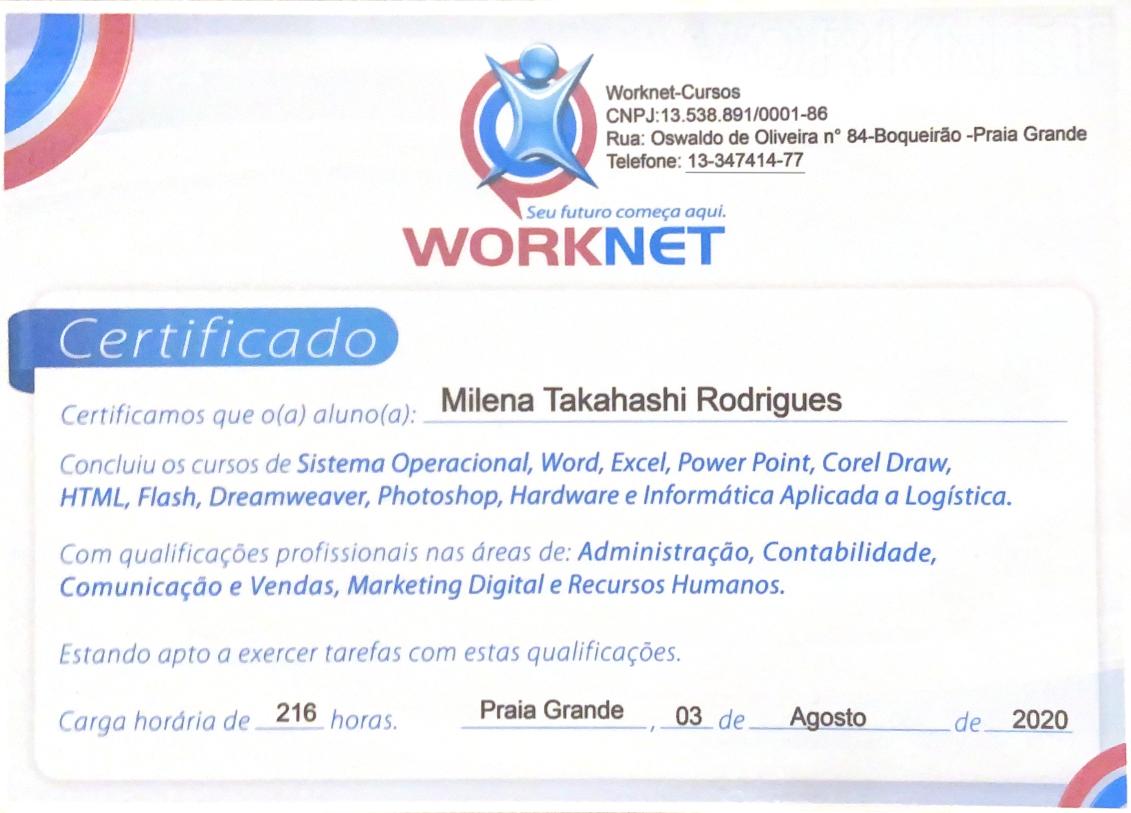 Worknet-Cursos
CNPJ:13.538.891/0001-86
Rua: Oswaldo de Oliveira n° 84-Boqueirão -Praia Grande
Telefone: 13-347414-77
Seu futuro começa aqui.
WORKNET
Certificado
Certificamos que o(a) aluno(a): Milena Takahashi Rodrigues
Concluiu os cursos de Sistema Operacional, Word, Excel, Power Point, Corel Draw,
HTML, Flash, Dreamweaver, Photoshop, Hardware e Informática Aplicada a Logística.
Com qualificações profissionais nas áreas de: Administração, Contabilidade,
Comunicação e Vendas, Marketing Digital e Recursos Humanos.
Estando apto a exercer tarefas com estas qualificações.
Carga horária de 216 horas. Praia Grande, 03 de Agosto de 2020